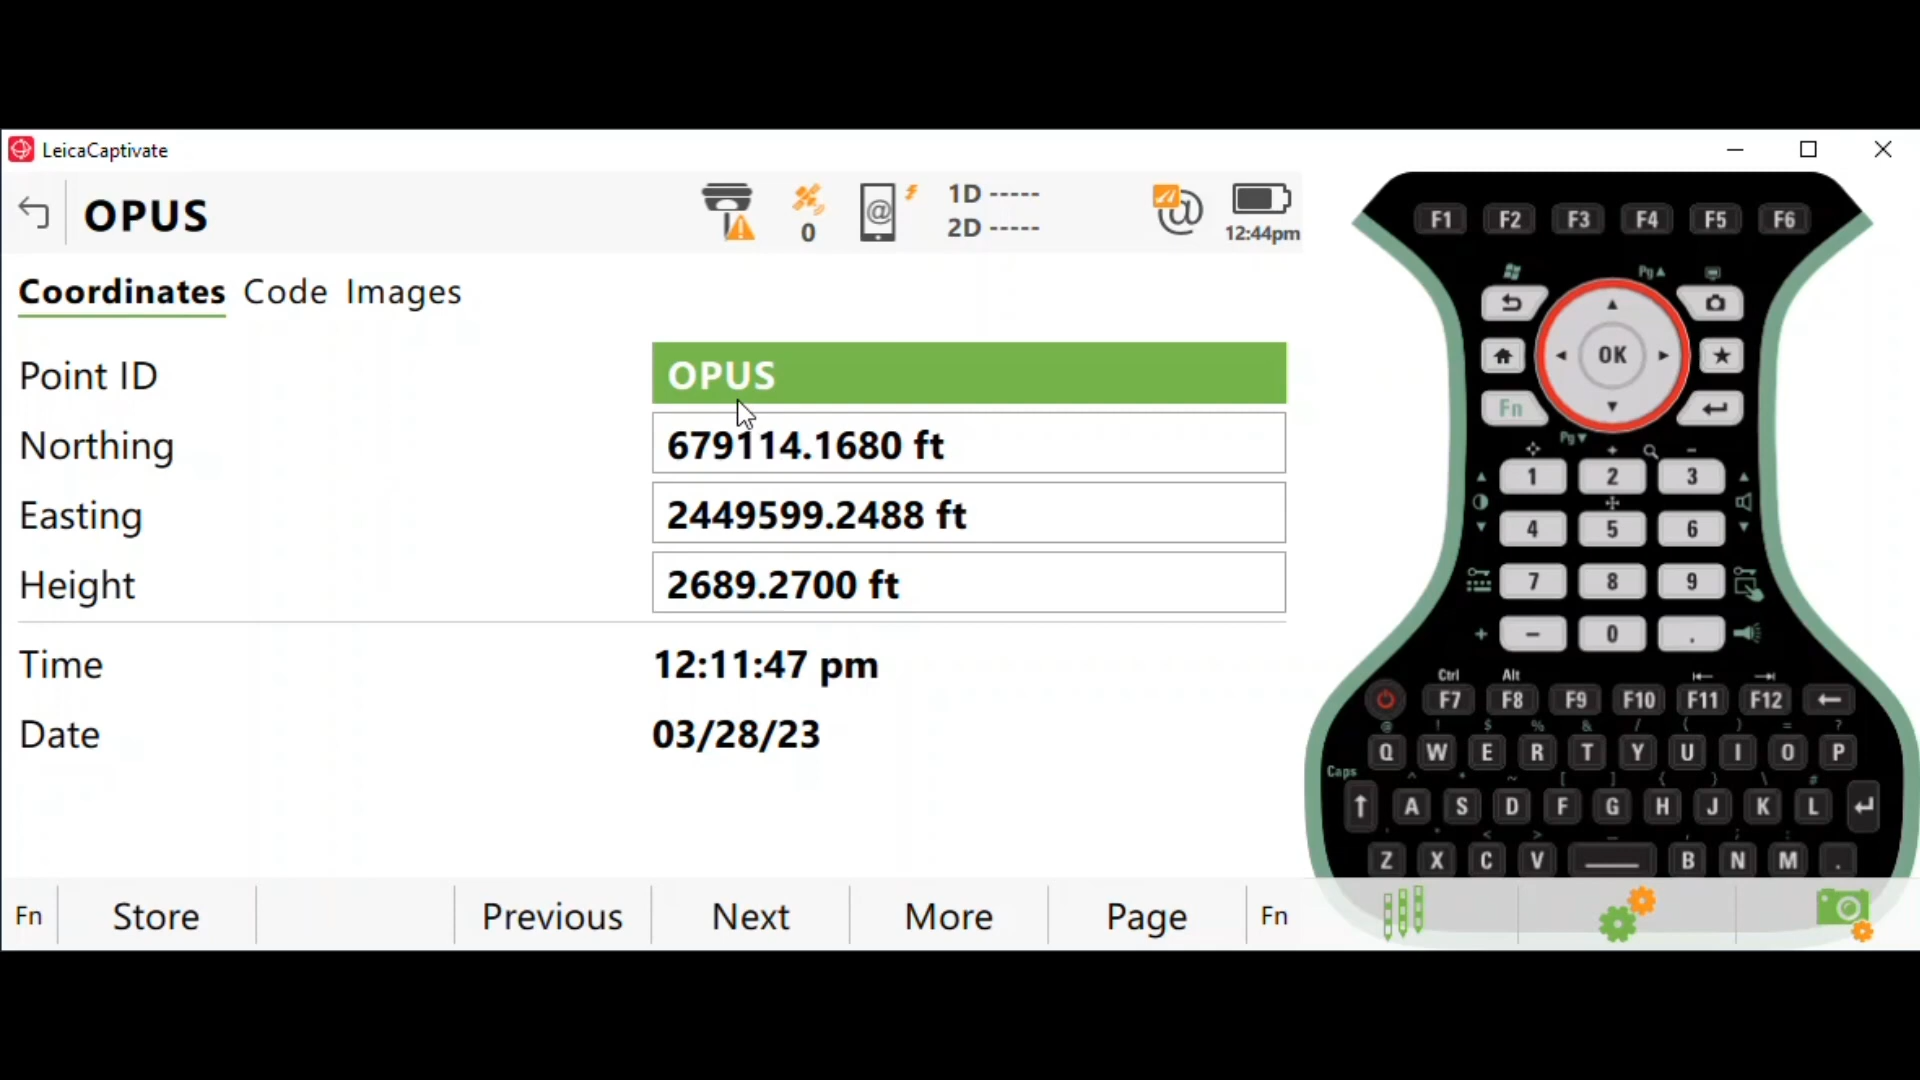 LeicaCaptivate
OPUS
0
@
1D -----
2D -----
@
12:44pm
Coordinates Code Images
Point ID OPUS
Northing 679114.1680 ft
Easting 2449599.2488 ft
Height 2689.2700 ft
Time 12:11:47 pm
Date 03/28/23
Fn Store Previous Next More Page Fn
F1 F2 F3 F4 F5 F6
Pg▲
OK
Fn
Pg▼
+ −
1 2 3
4 5 6
7 8 9
+ − 0 .
Ctrl Alt
F7 F8 F9 F10 F11 F12
@ ! $ % & / ( ) = ?
Q W E R T Y U I O P
Caps ^ * ~ [ ] { } \ #
A S D F G H J K L
' " < > _ , ; :
Z X C V B N M .